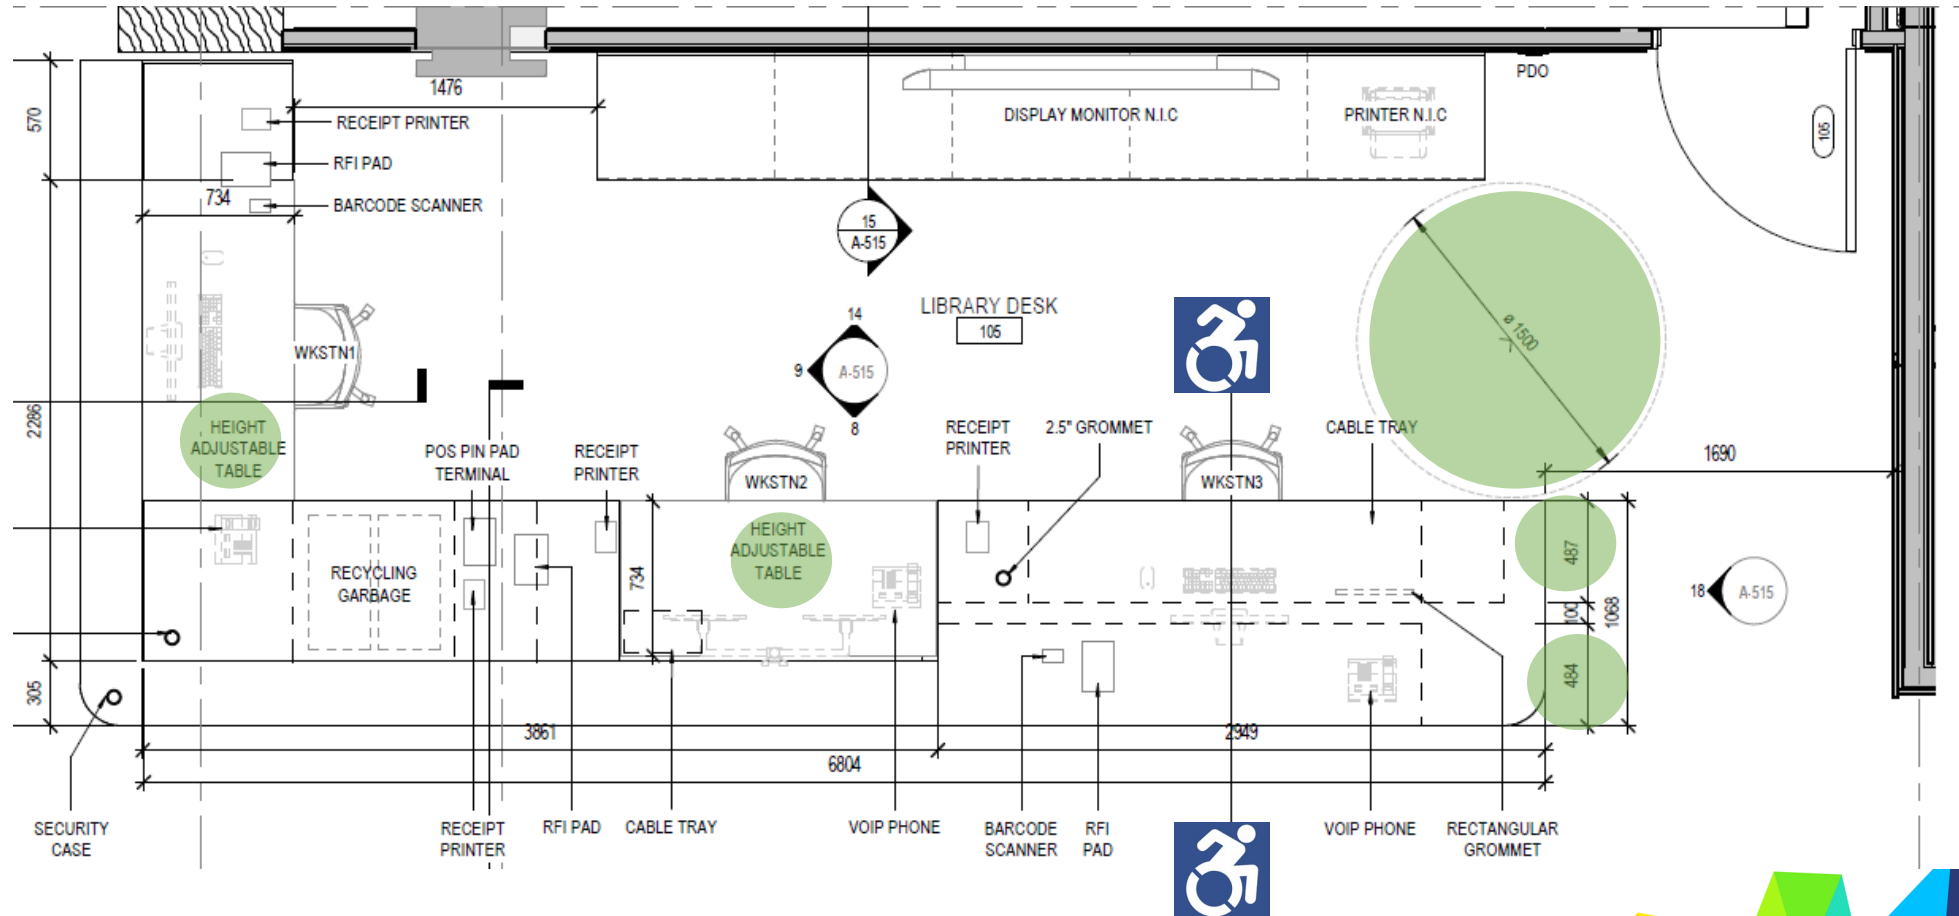 PDO
1476
570
RECEIPT PRINTER
DISPLAY MONITOR N.I.C
PRINTER N.I.C
105
RFI PAD
734
BARCODE SCANNER
15
A-515
LIBRARY DESK
105
14
9
A-515
8
ø 1500
WKSTN1
2286
HEIGHT
ADJUSTABLE
TABLE
POS PIN PAD
TERMINAL
RECEIPT
PRINTER
WKSTN2
RECEIPT
PRINTER
2.5" GROMMET
WKSTN3
CABLE TRAY
1690
HEIGHT
ADJUSTABLE
TABLE
RECYCLING
GARBAGE
734
487
100
1068
484
18
A-515
305
3861
2949
6804
SECURITY
CASE
RECEIPT
PRINTER
RFI PAD
CABLE TRAY
VOIP PHONE
BARCODE
SCANNER
RFI
PAD
VOIP PHONE
RECTANGULAR
GROMMET